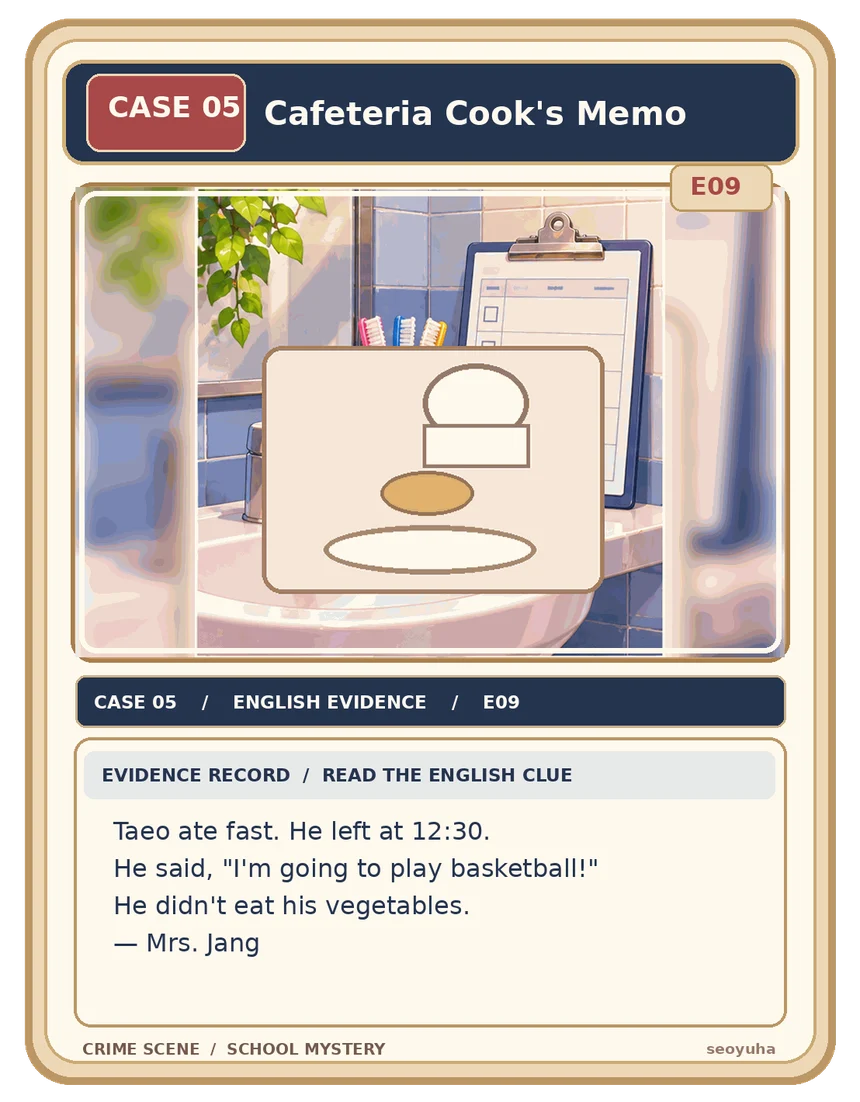 CASE 05 Cafeteria Cook's Memo
E09
CASE 05 / ENGLISH EVIDENCE / E09
EVIDENCE RECORD / READ THE ENGLISH CLUE
Taeo ate fast. He left at 12:30.
He said, "I'm going to play basketball!"
He didn't eat his vegetables.
— Mrs. Jang
CRIME SCENE / SCHOOL MYSTERY
seoyuha